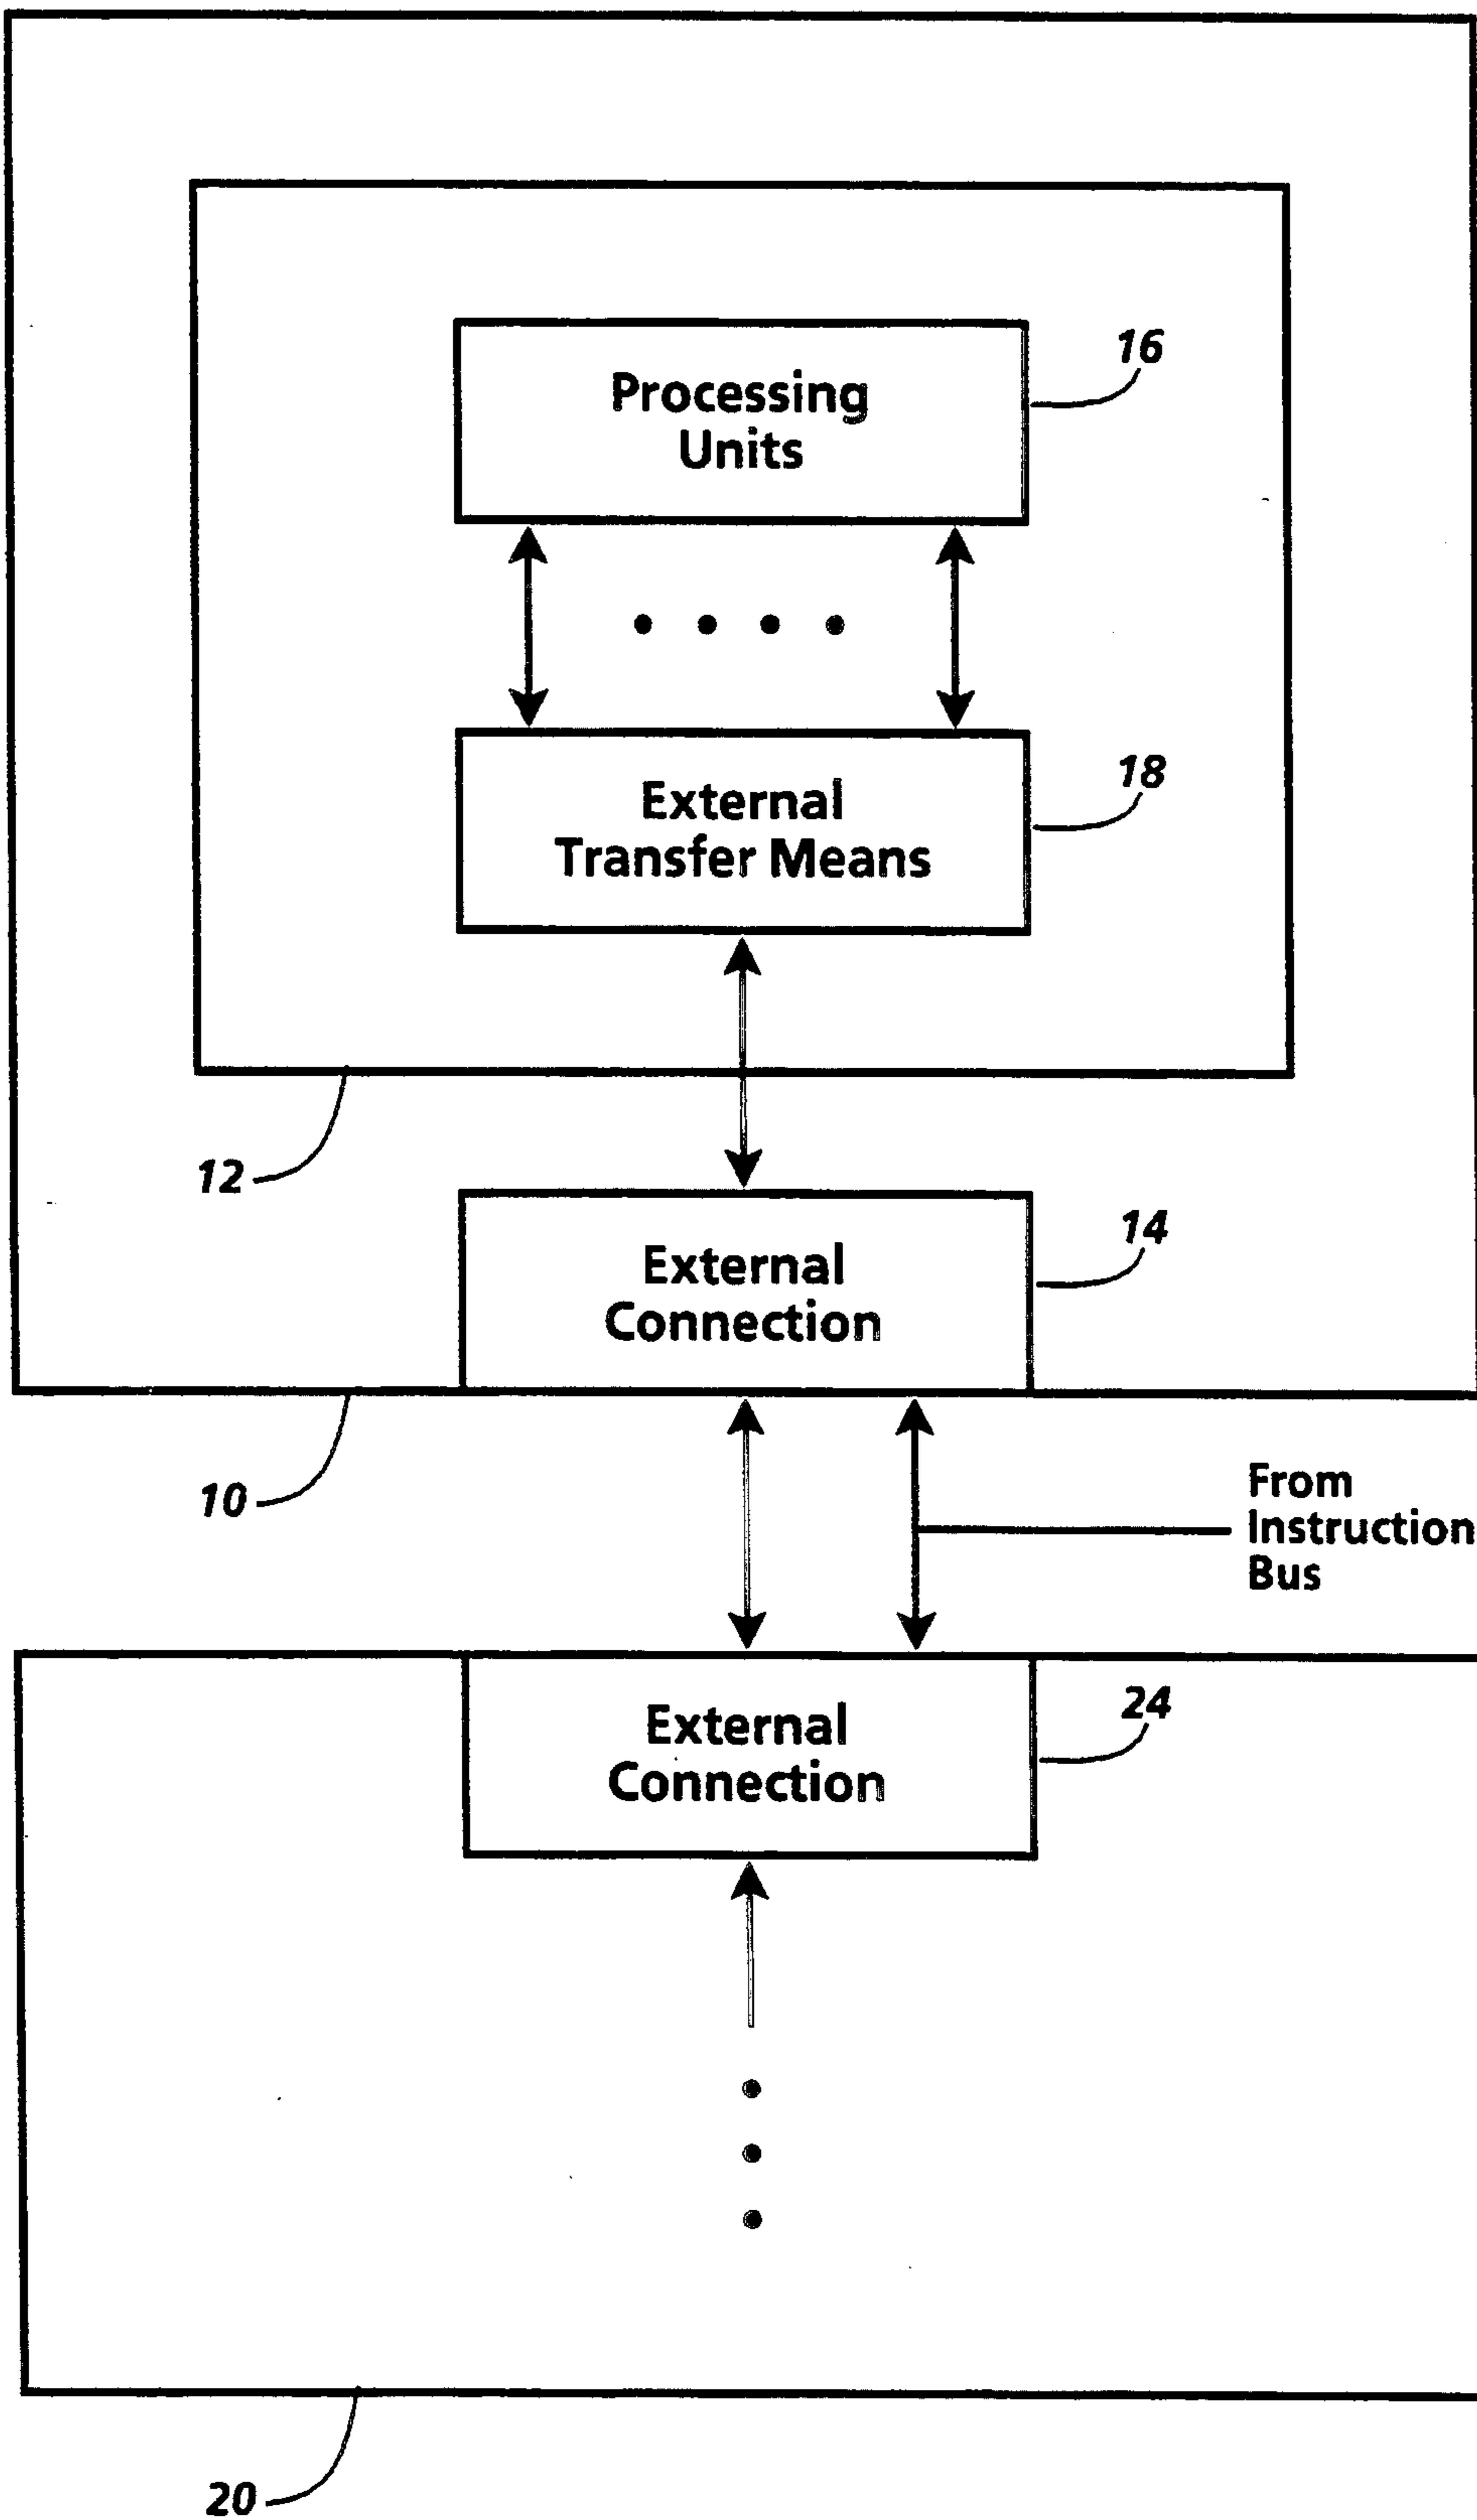 Processing
Units
16
External
Transfer Means
18
12
External
Connection
14
10
From
Instruction
Bus
External
Connection
24
20